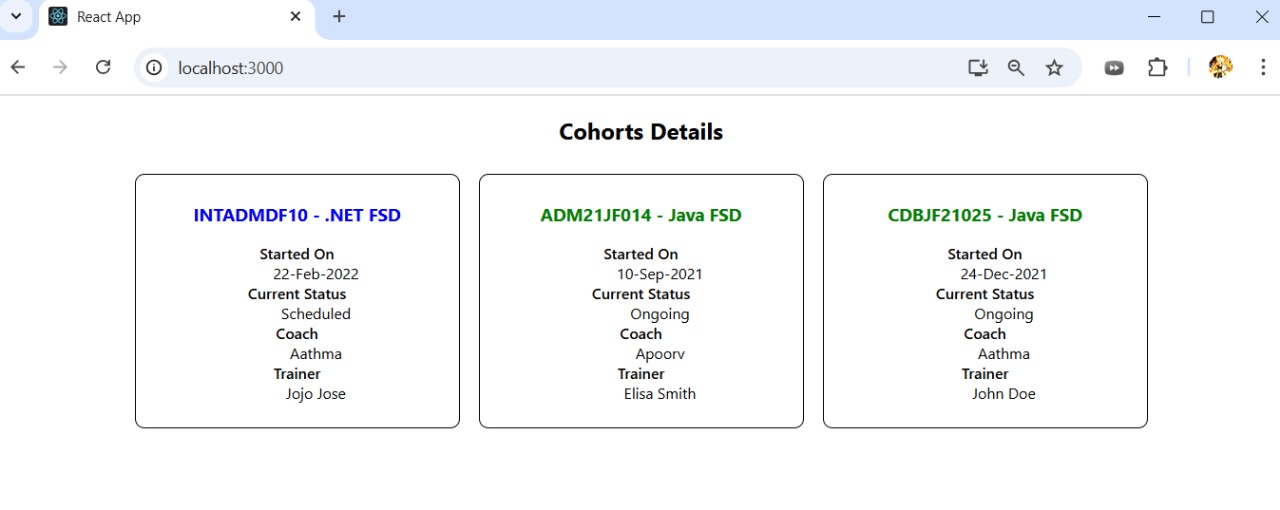 React App
localhost:3000
Cohorts Details
INTADMDF10 - .NET FSD
Started On
22-Feb-2022
Current Status
Scheduled
Coach
Aathma
Trainer
Jojo Jose
ADM21JF014 - Java FSD
Started On
10-Sep-2021
Current Status
Ongoing
Coach
Apoorv
Trainer
Elisa Smith
CDBJF21025 - Java FSD
Started On
24-Dec-2021
Current Status
Ongoing
Coach
Aathma
Trainer
John Doe